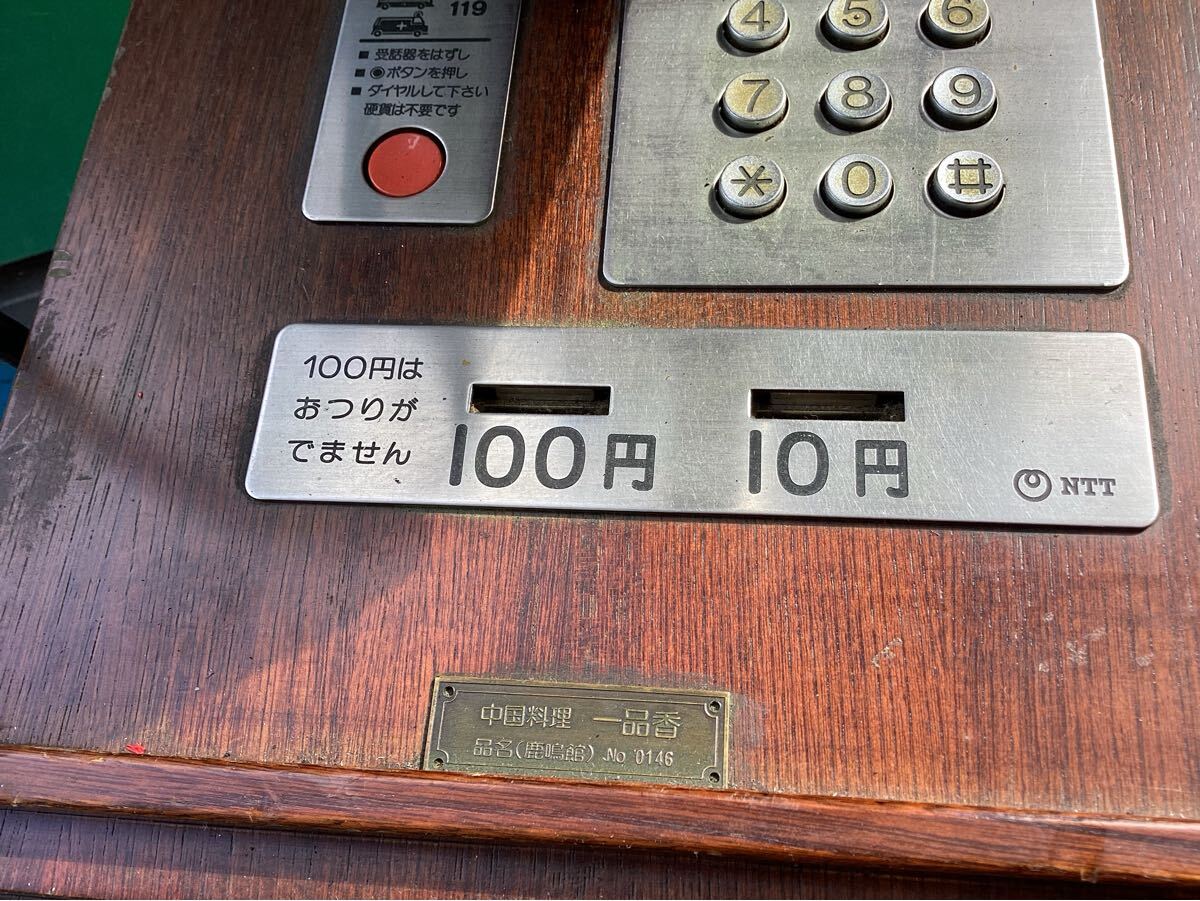 119
■ 受話器をはずし
■ ◉ボタンを押し
■ ダイヤルして下さい
硬貨は不要です
4 5 6
7 8 9
* 0 #
100円は
おつりが
でません
100円 10円
NTT
中国料理 一品香
品名(鹿鳴館) No 0146